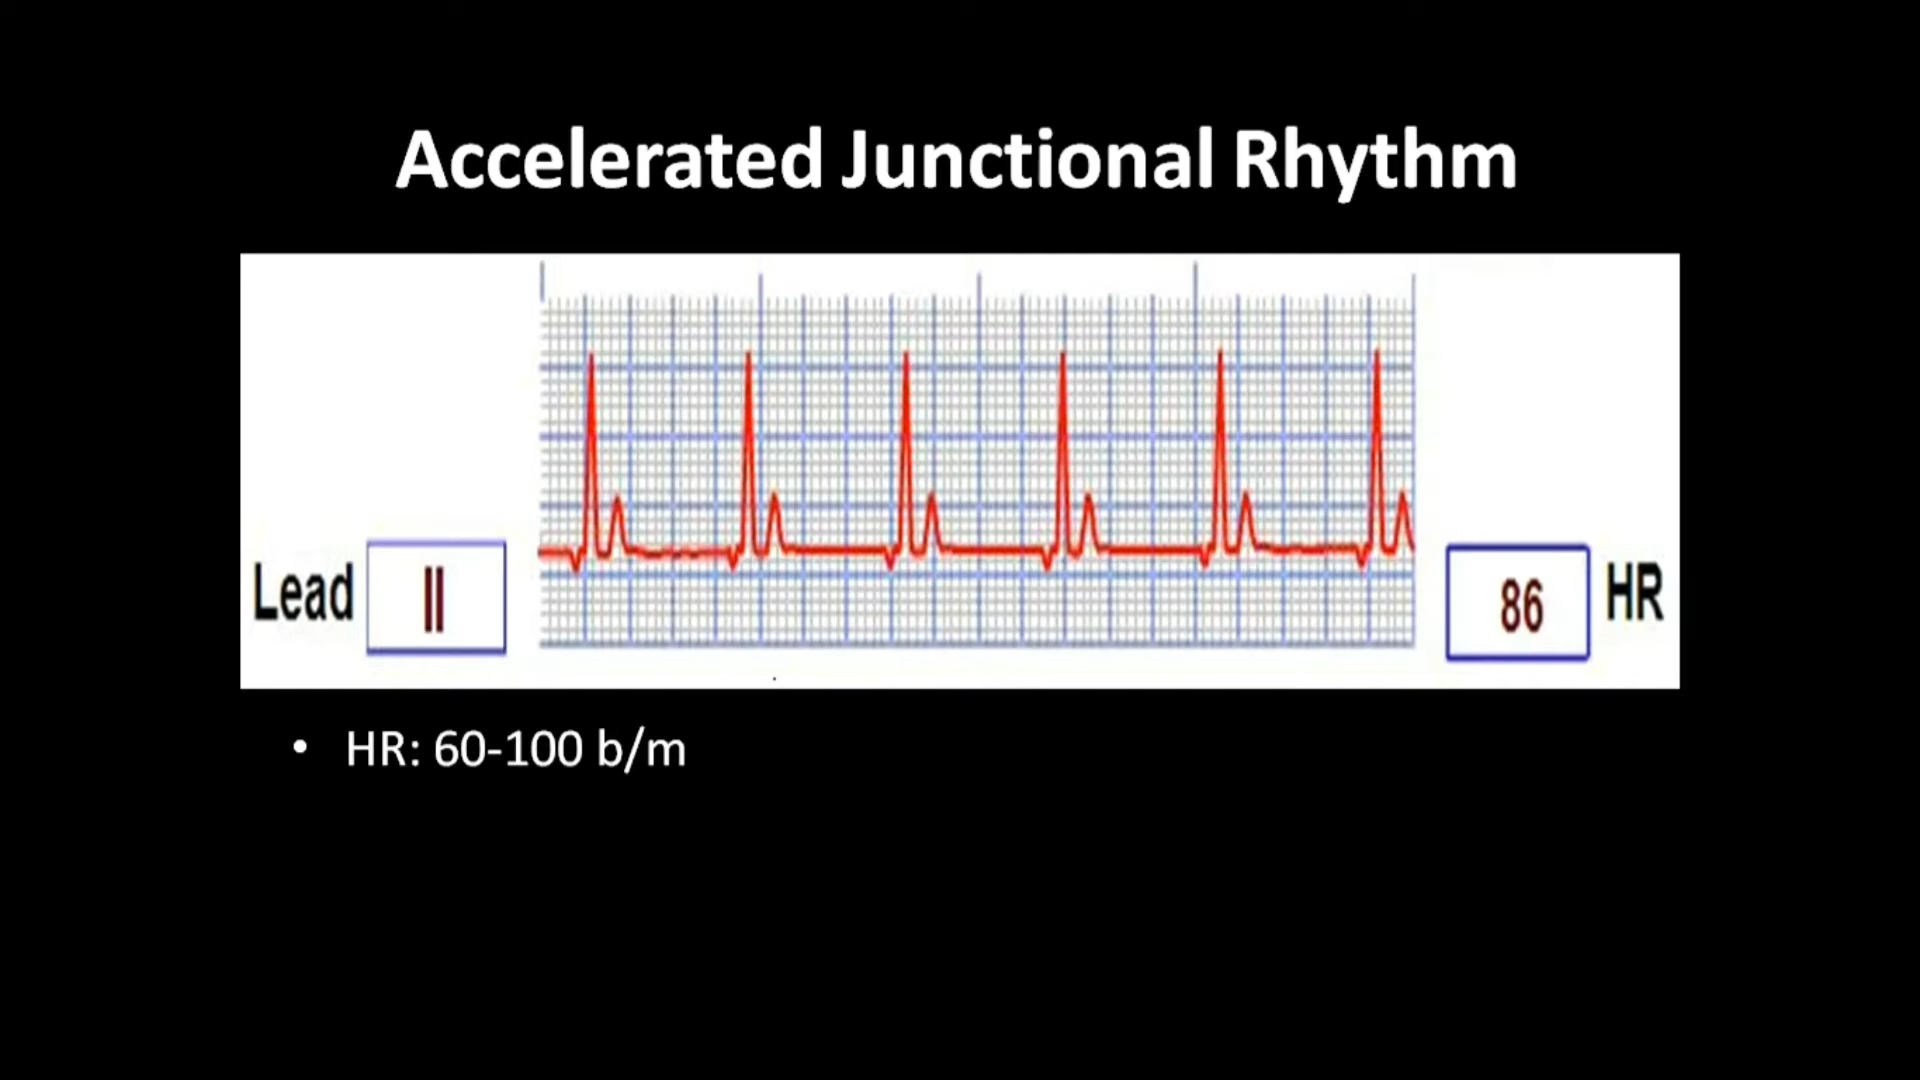 Accelerated Junctional Rhythm
Lead II 86 HR
• HR: 60-100 b/m